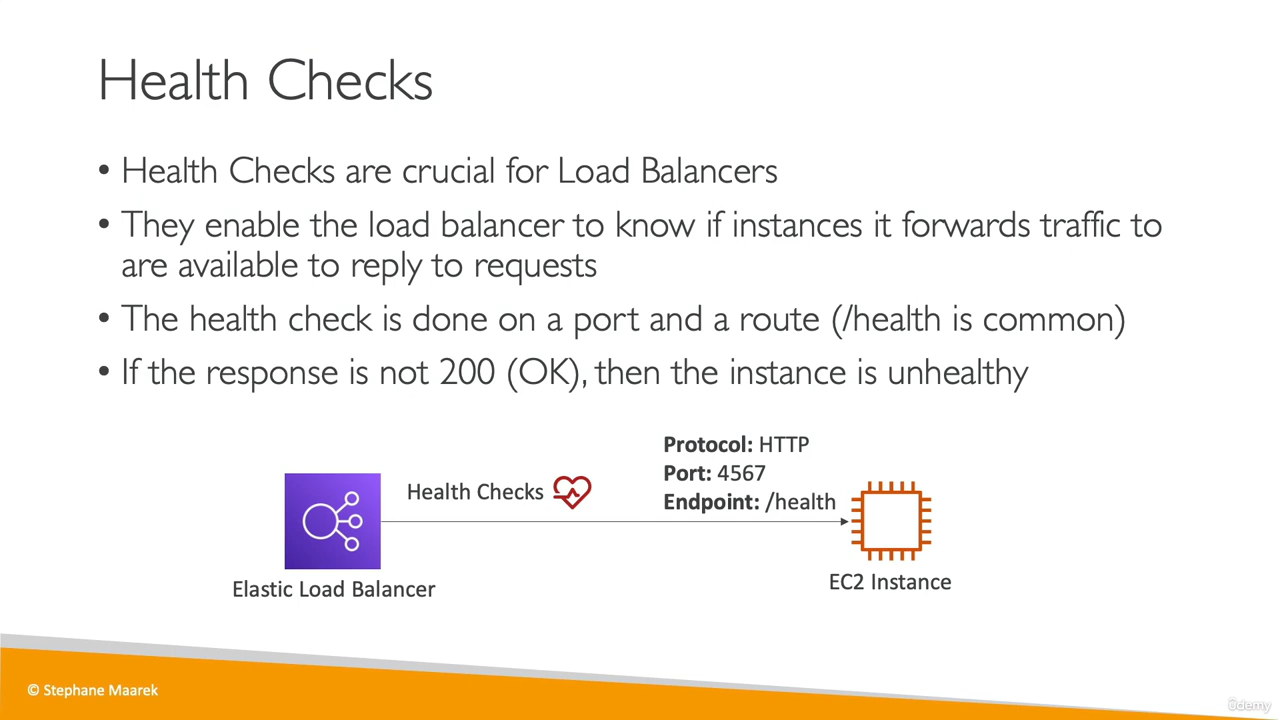 Health Checks
• Health Checks are crucial for Load Balancers
• They enable the load balancer to know if instances it forwards traffic to
are available to reply to requests
• The health check is done on a port and a route (/health is common)
• If the response is not 200 (OK), then the instance is unhealthy
Protocol: HTTP
Port: 4567
Endpoint: /health
Health Checks
Elastic Load Balancer
EC2 Instance
© Stephane Maarek
ûdemy